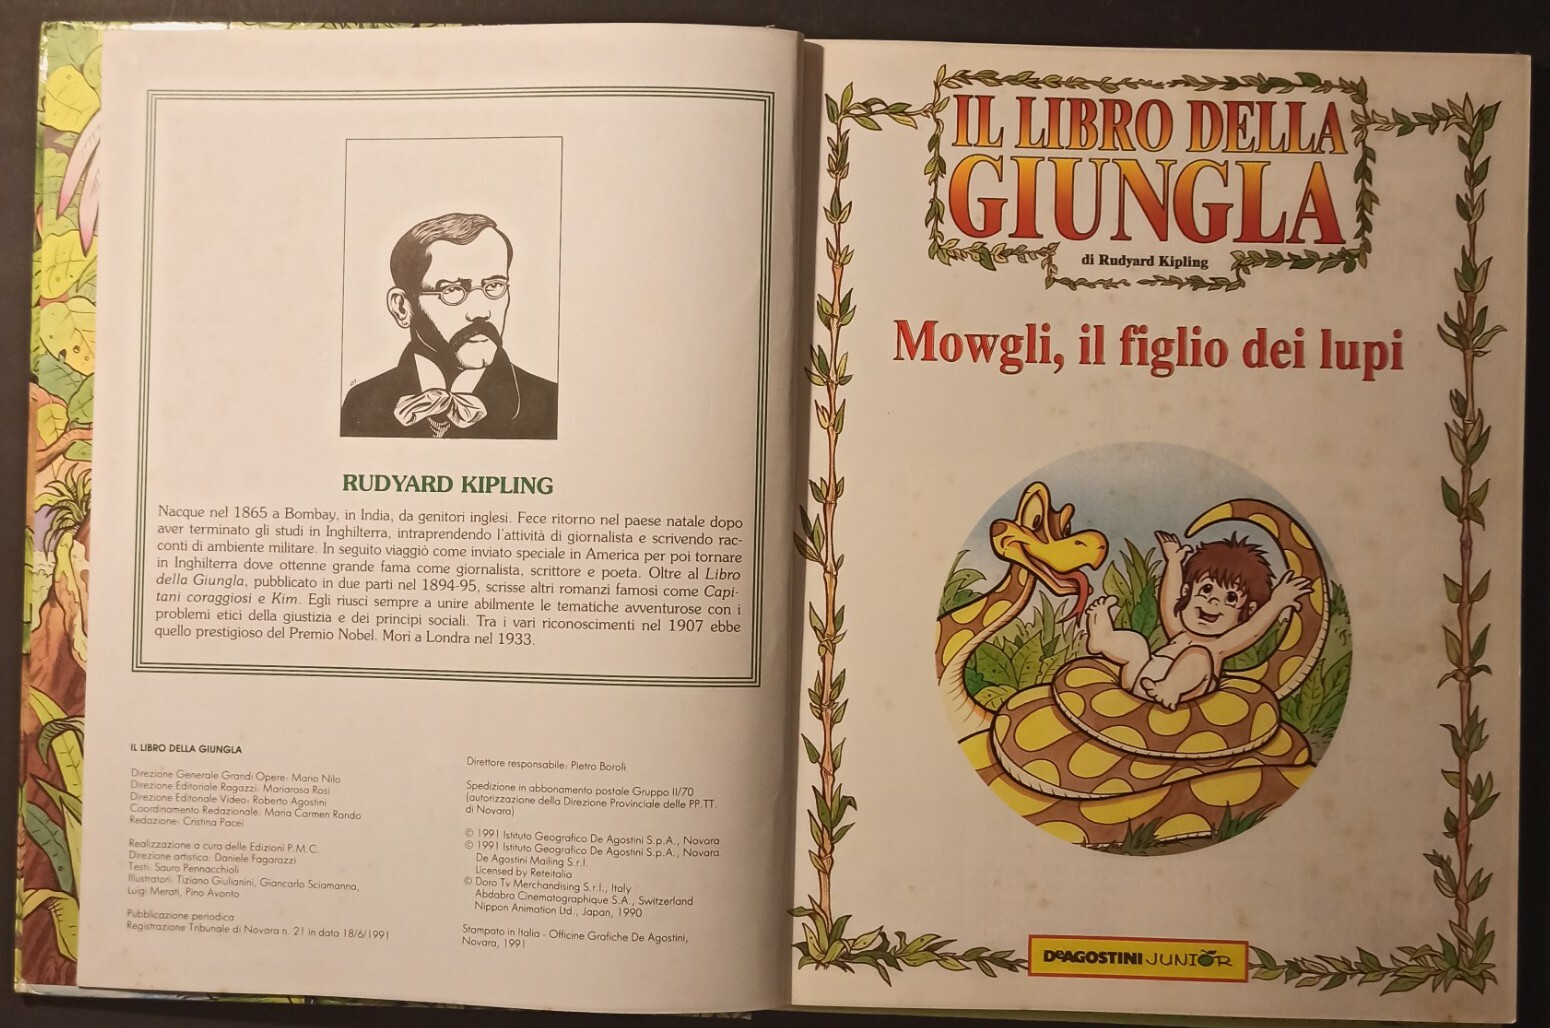 RUDYARD KIPLING
Nacque nel 1865 a Bombay, in India, da genitori inglesi. Fece ritorno nel paese natale dopo
aver terminato gli studi in Inghilterra, intraprendendo l'attività di giornalista e scrivendo rac-
conti di ambiente militare. In seguito viaggiò come inviato speciale in America per poi tornare
in Inghilterra dove ottenne grande fama come giornalista, scrittore e poeta. Oltre al Libro
della Giungla, pubblicato in due parti nel 1894-95, scrisse altri romanzi famosi come Capi-
tani coraggiosi e Kim. Egli riuscì sempre a unire abilmente le tematiche avventurose con i
problemi etici della giustizia e dei principi sociali. Tra i vari riconoscimenti nel 1907 ebbe
quello prestigioso del Premio Nobel. Morì a Londra nel 1933.
IL LIBRO DELLA GIUNGLA
Direzione Generale Grandi Opere: Mario Nilo
Direzione Editoriale Ragazzi: Mariarosa Rosi
Direzione Editoriale Video: Roberto Agostini
Coordinamento Redazionale: Maria Carmen Rando
Redazione: Cristina Pacei
Realizzazione a cura delle Edizioni P.M.C.
Direzione artistica: Daniele Fagarazzi
Testi: Sauro Pennacchioli
Illustratori: Tiziano Giulianini, Giancarlo Sciamanna,
Luigi Merati, Pino Avonto
Pubblicazione periodica
Registrazione Tribunale di Novara n. 21 in data 18/6/1991
Direttore responsabile: Pietro Boroli
Spedizione in abbonamento postale Gruppo II/70
(autorizzazione della Direzione Provinciale delle PP.TT.
di Novara)
© 1991 Istituto Geografico De Agostini S.p.A., Novara
© 1991 Istituto Geografico De Agostini S.p.A., Novara
De Agostini Mailing S.r.l.
Licensed by Reteitalia
© Doro Tv Merchandising S.r.l., Italy
Abdabra Cinematographique S.A., Switzerland
Nippon Animation Ltd., Japan, 1990
Stampato in Italia - Officine Grafiche De Agostini,
Novara, 1991
IL LIBRO DELLA
GIUNGLA
di Rudyard Kipling
Mowgli, il figlio dei lupi
DeAGOSTINI JUNIOR